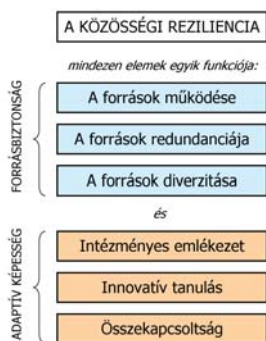 A KÖZÖSSÉGI REZILIENCIA
mindezen elemek egyik funkciója:
FORRÁSBIZTONSÁG
A források működése
A források redundanciája
A források diverzitása
és
ADAPTÍV KÉPESSÉG
Intézményes emlékezet
Innovatív tanulás
Összekapcsoltság